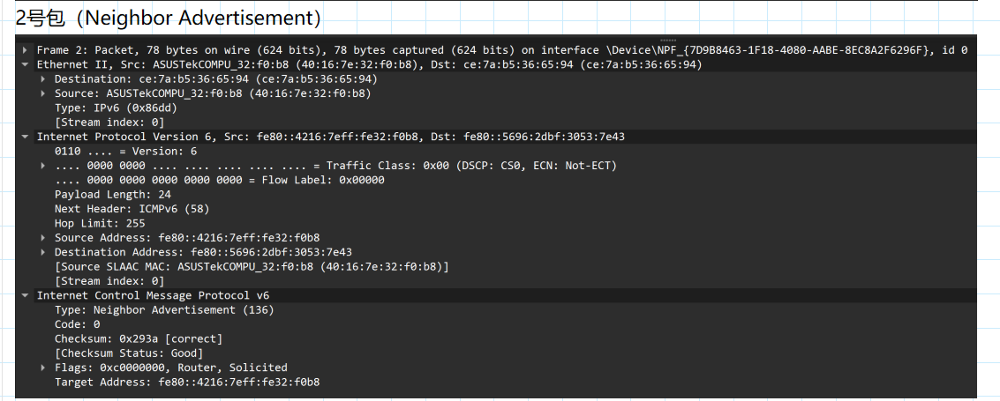 2号包（Neighbor Advertisement）
Frame 2: Packet, 78 bytes on wire (624 bits), 78 bytes captured (624 bits) on interface \Device\NPF_{7D9B8463-1F18-4080-AABE-8EC8A2F6296F}, id 0
Ethernet II, Src: ASUSTekCOMPU_32:f0:b8 (40:16:7e:32:f0:b8), Dst: ce:7a:b5:36:65:94 (ce:7a:b5:36:65:94)
Destination: ce:7a:b5:36:65:94 (ce:7a:b5:36:65:94)
Source: ASUSTekCOMPU_32:f0:b8 (40:16:7e:32:f0:b8)
Type: IPv6 (0x86dd)
[Stream index: 0]
Internet Protocol Version 6, Src: fe80::4216:7eff:fe32:f0b8, Dst: fe80::5696:2dbf:3053:7e43
0110 .... = Version: 6
.... 0000 0000 .... .... .... .... .... = Traffic Class: 0x00 (DSCP: CS0, ECN: Not-ECT)
.... 0000 0000 0000 0000 0000 = Flow Label: 0x00000
Payload Length: 24
Next Header: ICMPv6 (58)
Hop Limit: 255
Source Address: fe80::4216:7eff:fe32:f0b8
Destination Address: fe80::5696:2dbf:3053:7e43
[Source SLAAC MAC: ASUSTekCOMPU_32:f0:b8 (40:16:7e:32:f0:b8)]
[Stream index: 0]
Internet Control Message Protocol v6
Type: Neighbor Advertisement (136)
Code: 0
Checksum: 0x293a [correct]
[Checksum Status: Good]
Flags: 0xc0000000, Router, Solicited
Target Address: fe80::4216:7eff:fe32:f0b8